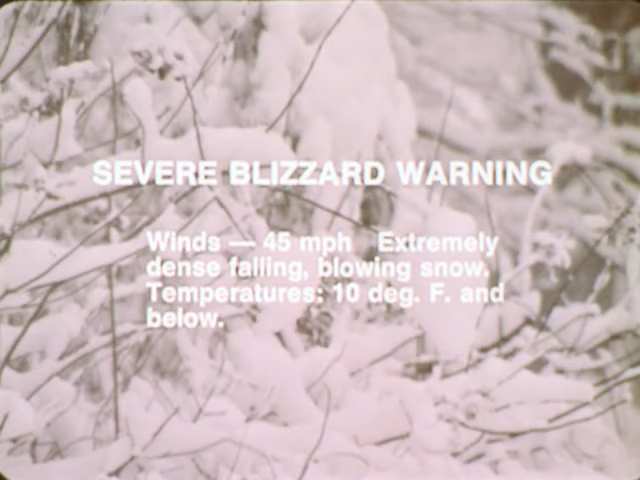 SEVERE BLIZZARD WARNING
Winds — 45 mph Extremely
dense falling, blowing snow.
Temperatures: 10 deg. F. and
below.